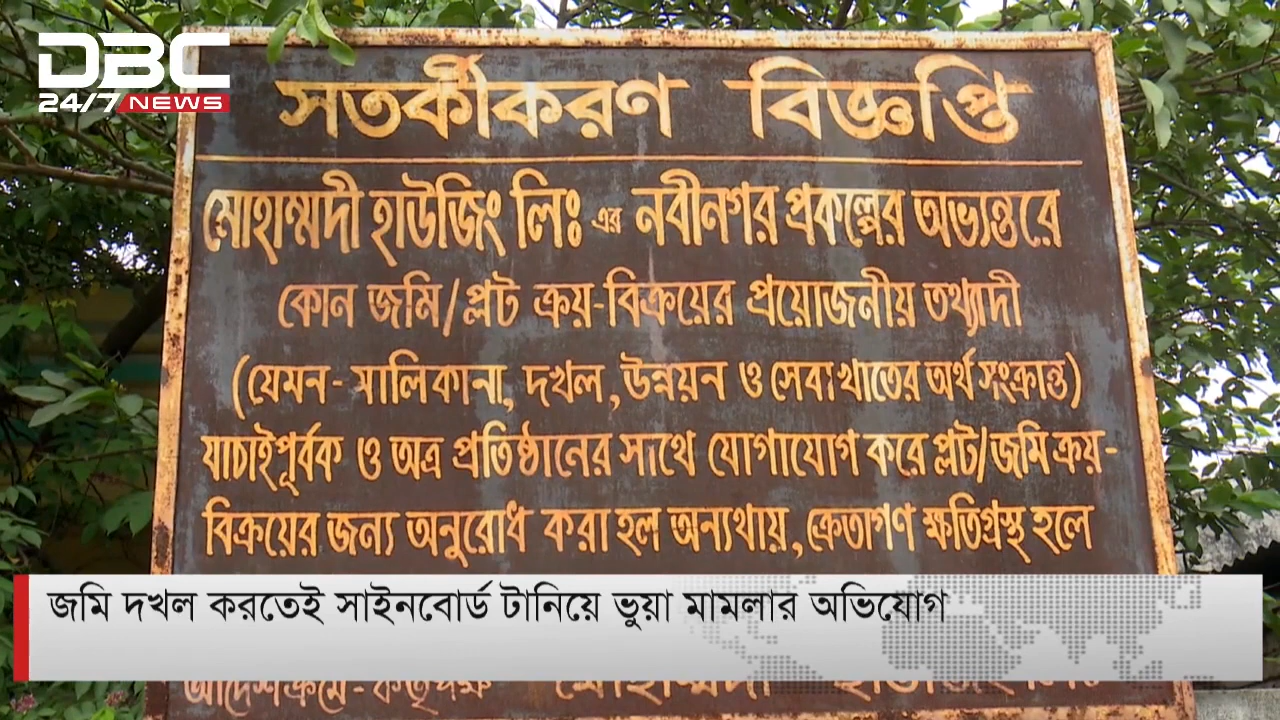 DBC
24/7 NEWS
সতর্কীকরণ বিজ্ঞপ্তি
মোহাম্মদী হাউজিং লিঃ এর নবীনগর প্রকল্পের অভ্যন্তরে
কোন জমি/প্লট ক্রয়-বিক্রয়ের প্রয়োজনীয় তথ্যাদী
(যেমন- মালিকানা, দখল, উন্নয়ন ও সেবাখাতের অর্থ সংক্রান্ত)
যাচাইপূর্বক ও অত্র প্রতিষ্ঠানের সাথে যোগাযোগ করে প্লট/জমি ক্রয়-
বিক্রয়ের জন্য অনুরোধ করা হল অন্যথায়, ক্রেতাগণ ক্ষতিগ্রস্থ হলে
জমি দখল করতেই সাইনবোর্ড টানিয়ে ভুয়া মামলার অভিযোগ
আদেশক্রমে- কর্তৃপক্ষ মোহাম্মদী হাউজিং লিঃ